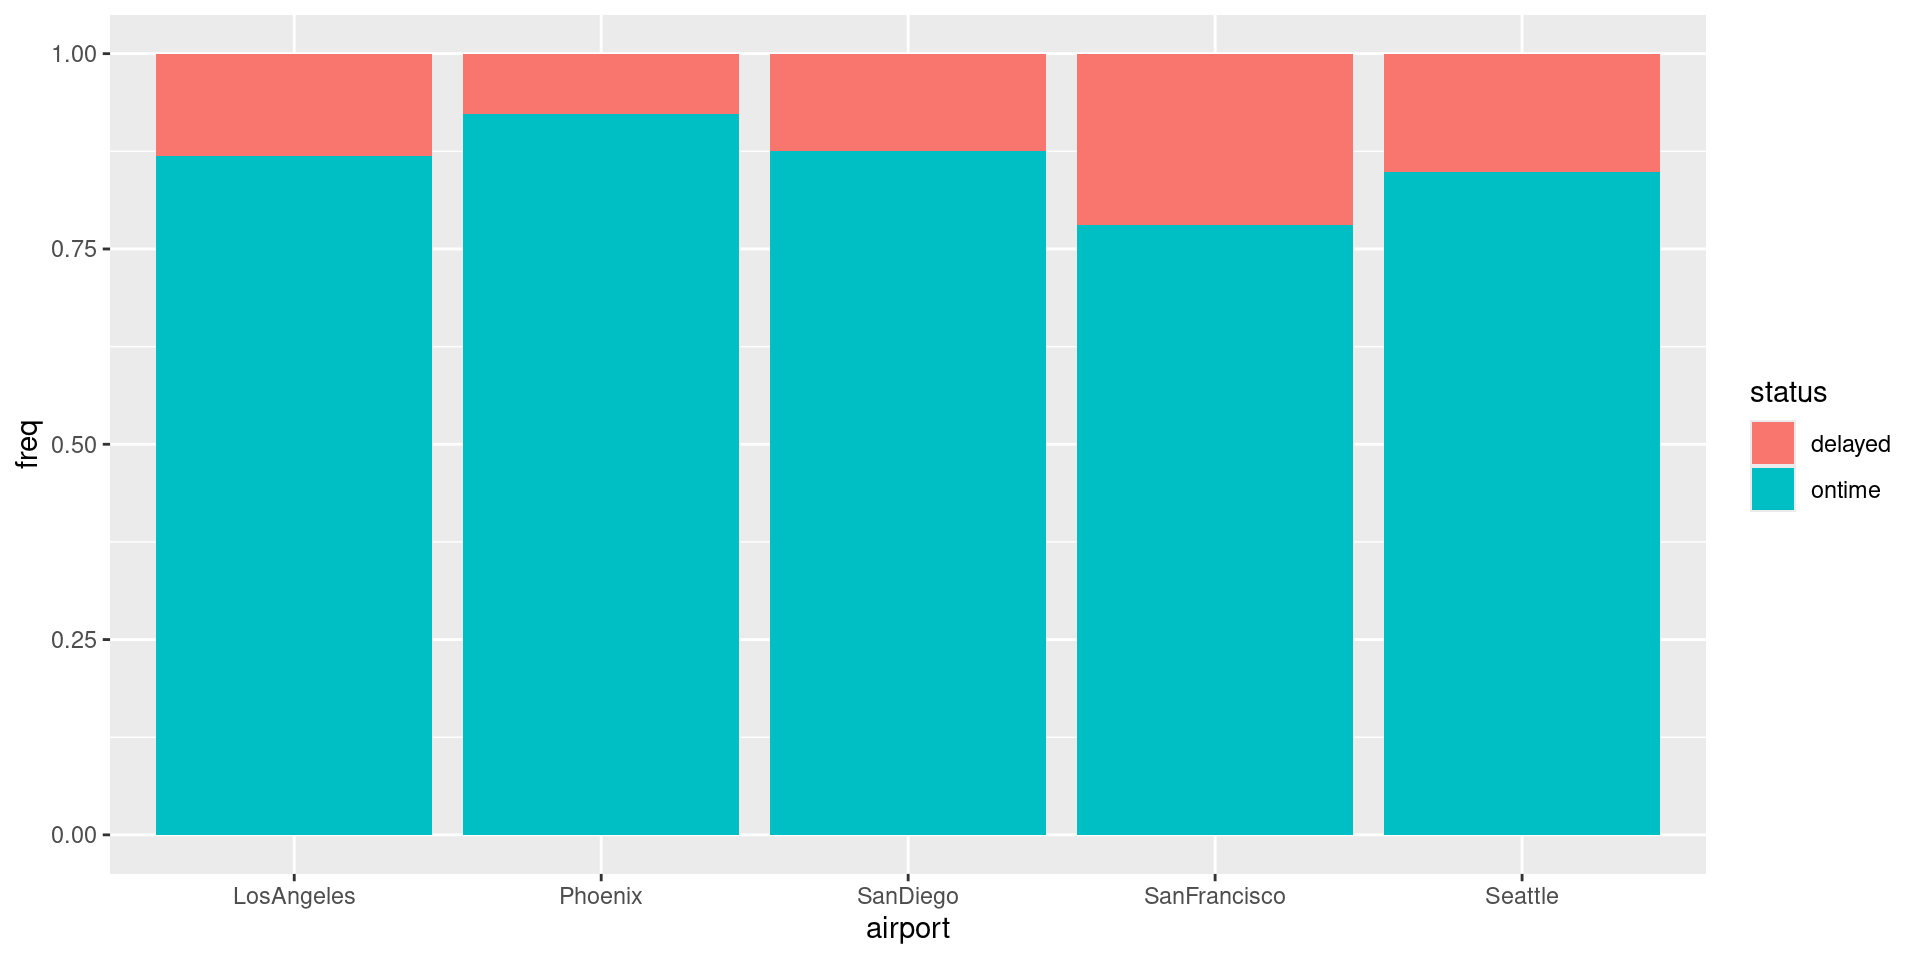 1.00
0.75
0.50
0.25
0.00
freq
LosAngeles
Phoenix
SanDiego
SanFrancisco
Seattle
airport
status
delayed
ontime